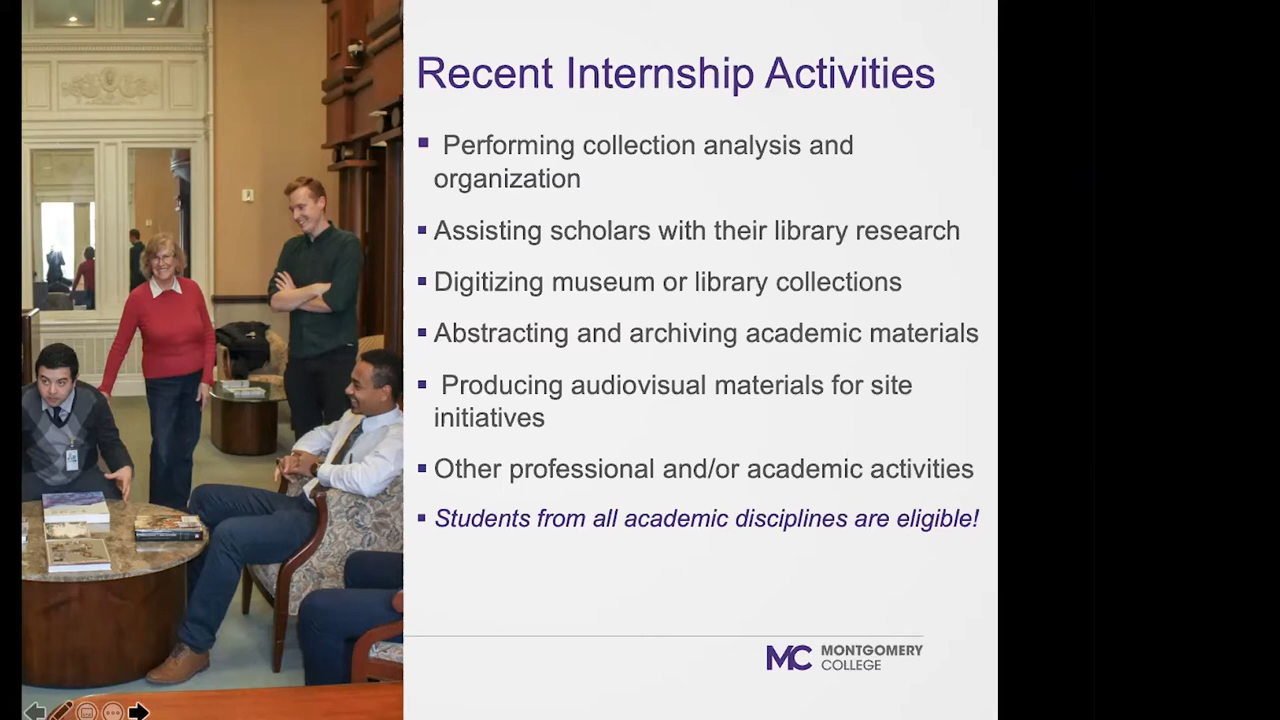 Recent Internship Activities
▪ Performing collection analysis and
organization
▪ Assisting scholars with their library research
▪ Digitizing museum or library collections
▪ Abstracting and archiving academic materials
▪ Producing audiovisual materials for site
initiatives
▪ Other professional and/or academic activities
▪ Students from all academic disciplines are eligible!
MC MONTGOMERY
COLLEGE